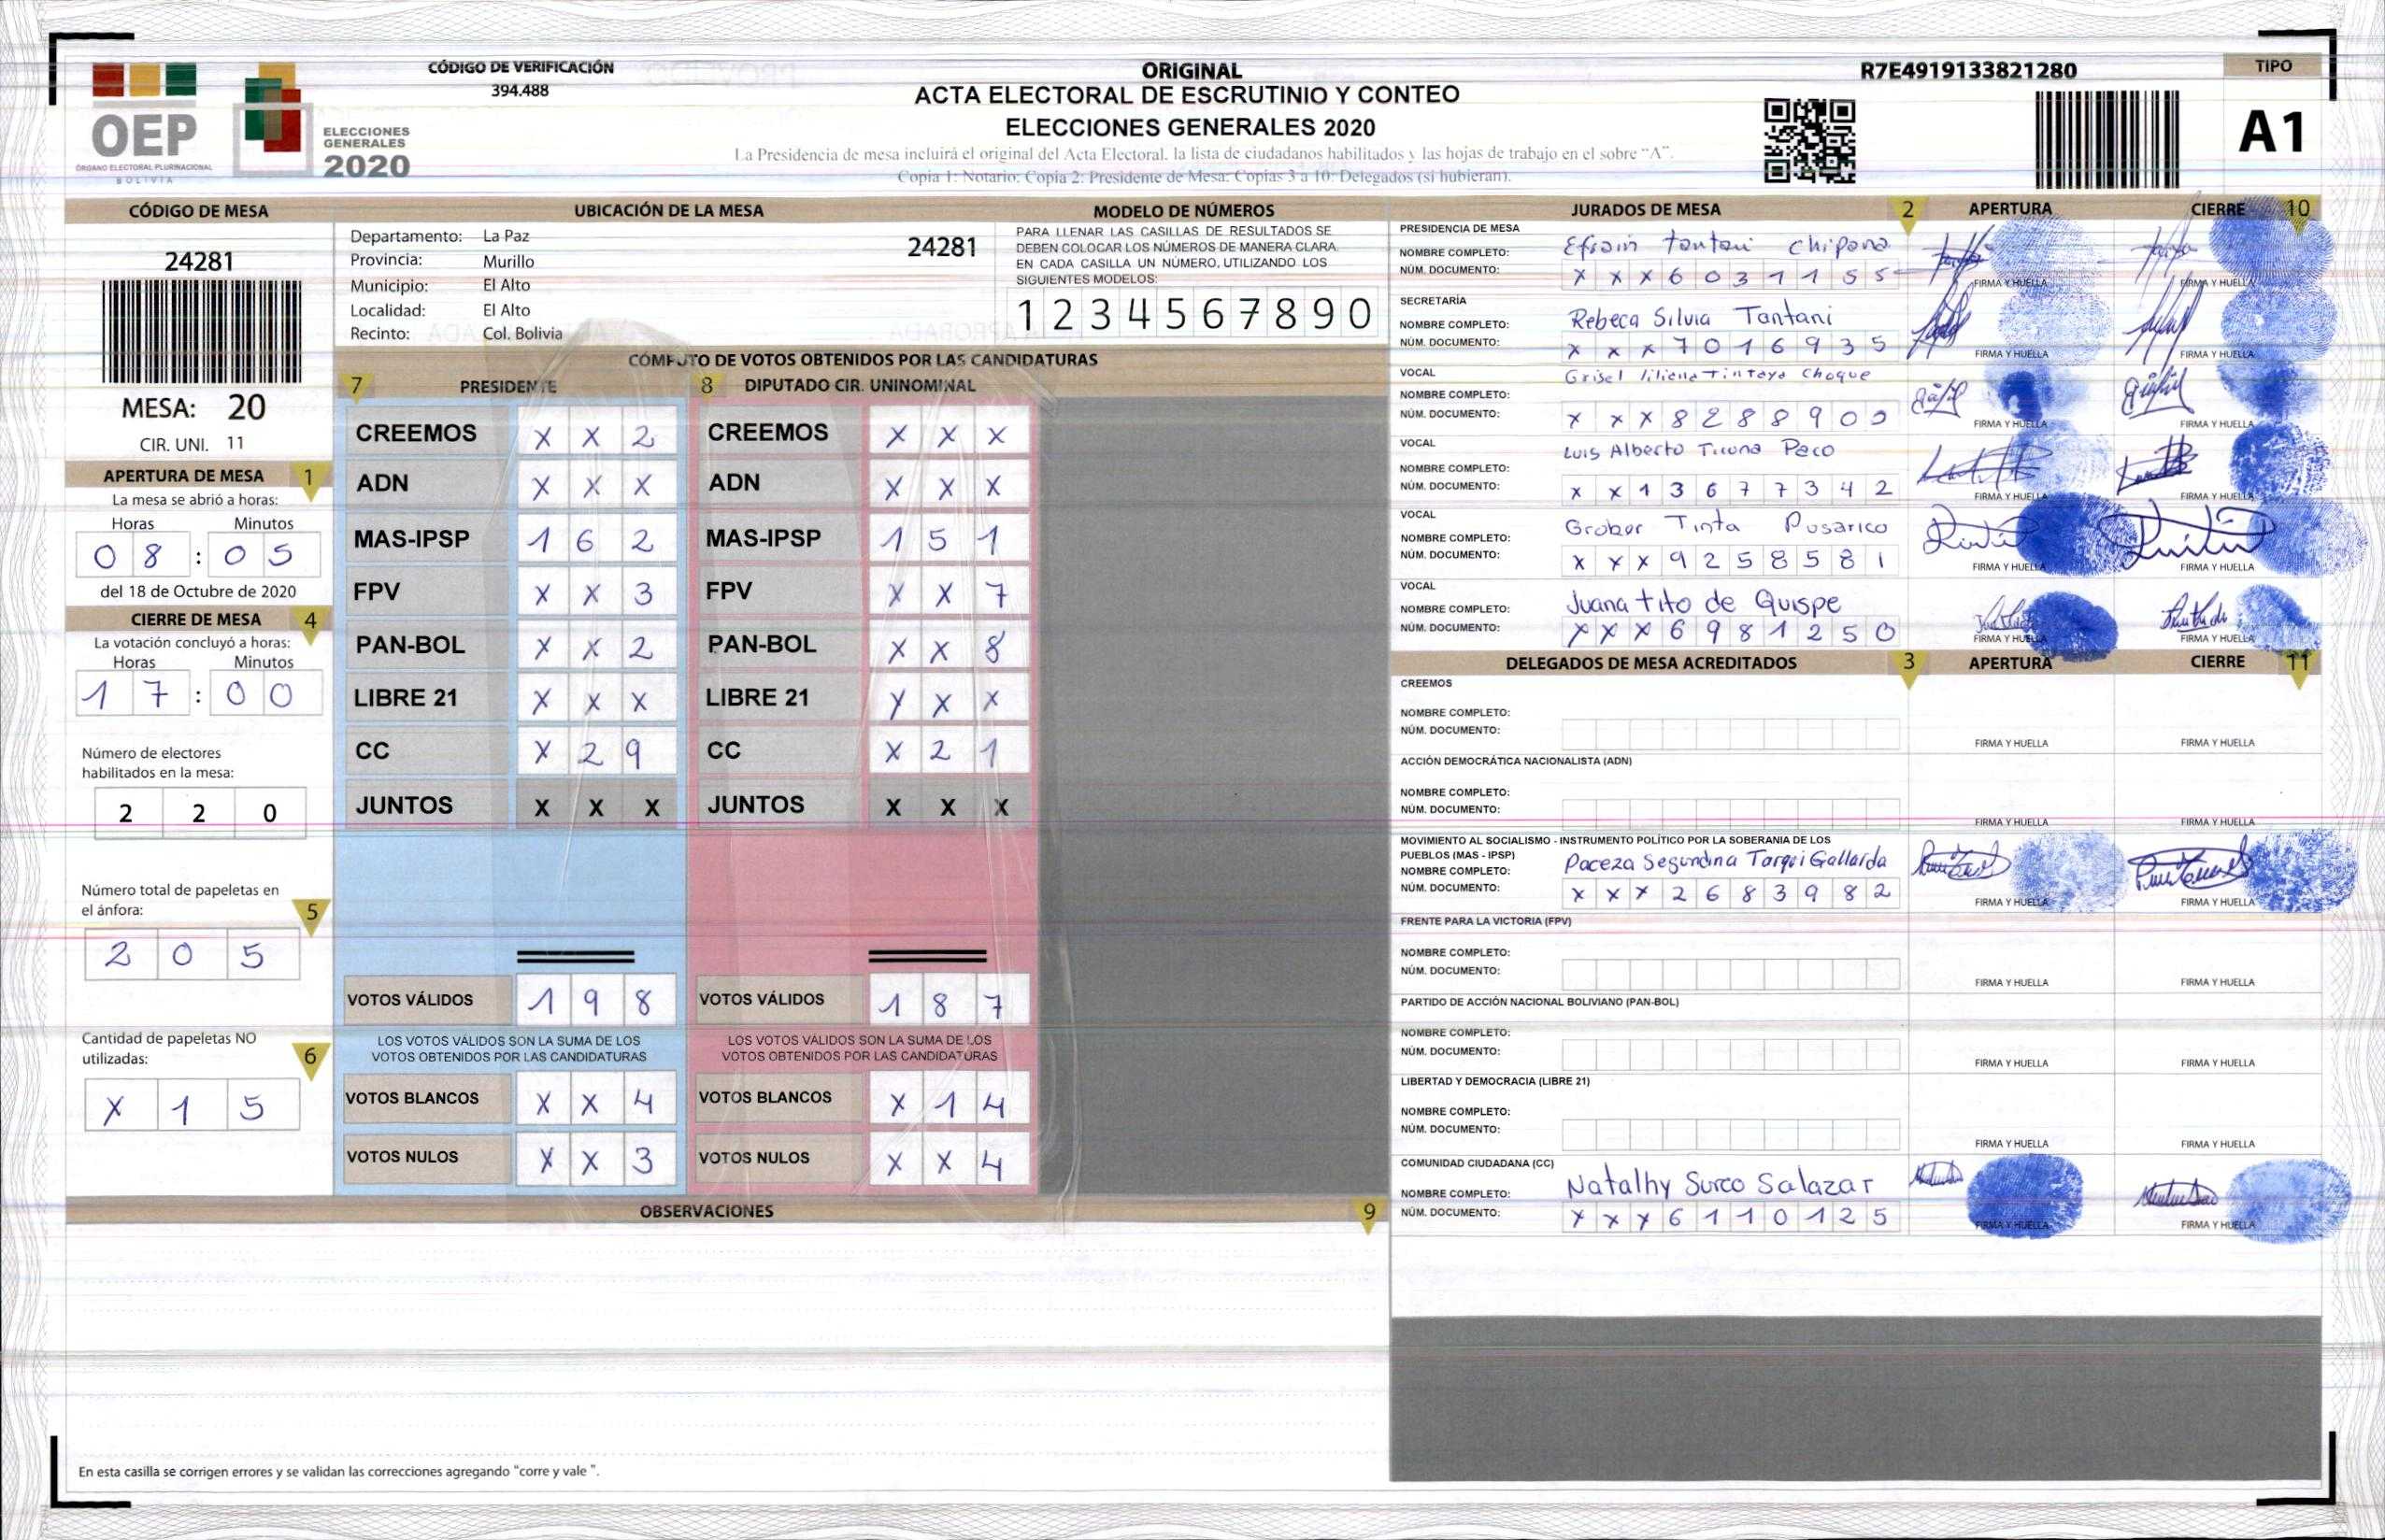 OEP
ÓRGANO ELECTORAL PLURINACIONAL
BOLIVIA
ELECCIONES
GENERALES
2020
CÓDIGO DE VERIFICACIÓN
394.488
ORIGINAL
ACTA ELECTORAL DE ESCRUTINIO Y CONTEO
ELECCIONES GENERALES 2020
La Presidencia de mesa incluirá el original del Acta Electoral, la lista de ciudadanos habilitados y las hojas de trabajo en el sobre "A".
Copia 1: Notario; Copia 2: Presidente de Mesa; Copias 3 a 10: Delegados (si hubieran).
R7E4919133821280
TIPO
A1
CÓDIGO DE MESA
24281
MESA: 20
CIR. UNI. 11
APERTURA DE MESA 1
La mesa se abrió a horas:
Horas Minutos
0 8 : 0 5
del 18 de Octubre de 2020
CIERRE DE MESA 4
La votación concluyó a horas:
Horas Minutos
1 7 : 0 0
Número de electores
habilitados en la mesa:
2 2 0
Número total de papeletas en
el ánfora: 5
2 0 5
Cantidad de papeletas NO
utilizadas: 6
X 1 5
UBICACIÓN DE LA MESA
Departamento: La Paz 24281
Provincia: Murillo
Municipio: El Alto
Localidad: El Alto
Recinto: Col. Bolivia
MODELO DE NÚMEROS
PARA LLENAR LAS CASILLAS DE RESULTADOS SE
DEBEN COLOCAR LOS NÚMEROS DE MANERA CLARA.
EN CADA CASILLA UN NÚMERO, UTILIZANDO LOS
SIGUIENTES MODELOS:
1 2 3 4 5 6 7 8 9 0
CÓMPUTO DE VOTOS OBTENIDOS POR LAS CANDIDATURAS
7 PRESIDENTE 8 DIPUTADO CIR. UNINOMINAL
CREEMOS X X 2 CREEMOS X X X
ADN X X X ADN X X X
MAS-IPSP 1 6 2 MAS-IPSP 1 5 1
FPV X X 3 FPV X X 7
PAN-BOL X X 2 PAN-BOL X X 8
LIBRE 21 X X X LIBRE 21 X X X
CC X 2 9 CC X 2 1
JUNTOS X X X JUNTOS X X X
VOTOS VÁLIDOS 1 9 8 VOTOS VÁLIDOS 1 8 7
LOS VOTOS VÁLIDOS SON LA SUMA DE LOS LOS VOTOS VÁLIDOS SON LA SUMA DE LOS
VOTOS OBTENIDOS POR LAS CANDIDATURAS VOTOS OBTENIDOS POR LAS CANDIDATURAS
VOTOS BLANCOS X X 4 VOTOS BLANCOS X 1 4
VOTOS NULOS X X 3 VOTOS NULOS X X 4
OBSERVACIONES 9
En esta casilla se corrigen errores y se validan las correcciones agregando "corre y vale ".
JURADOS DE MESA 2 APERTURA CIERRE 10
PRESIDENCIA DE MESA
NOMBRE COMPLETO: Efrain Tantani Chipana
NÚM. DOCUMENTO: X X X 6 0 3 1 1 5 5 FIRMA Y HUELLA FIRMA Y HUELLA
SECRETARÍA
NOMBRE COMPLETO: Rebeca Silvia Tantani
NÚM. DOCUMENTO: X X X 7 0 1 6 9 3 5 FIRMA Y HUELLA FIRMA Y HUELLA
VOCAL
NOMBRE COMPLETO: Grisel liliena Tintaya Choque
NÚM. DOCUMENTO: X X X 8 2 8 8 9 0 0 FIRMA Y HUELLA FIRMA Y HUELLA
VOCAL
NOMBRE COMPLETO: Luis Alberto Ticona Paco
NÚM. DOCUMENTO: X X 1 3 6 7 7 3 4 2 FIRMA Y HUELLA FIRMA Y HUELLA
VOCAL
NOMBRE COMPLETO: Grober Tinta Pusarico
NÚM. DOCUMENTO: X X X 9 2 5 8 5 8 1 FIRMA Y HUELLA FIRMA Y HUELLA
VOCAL
NOMBRE COMPLETO: Juana tito de Quispe
NÚM. DOCUMENTO: X X X 6 9 8 1 2 5 0 FIRMA Y HUELLA FIRMA Y HUELLA
DELEGADOS DE MESA ACREDITADOS 3 APERTURA CIERRE 11
CREEMOS
NOMBRE COMPLETO:
NÚM. DOCUMENTO: FIRMA Y HUELLA FIRMA Y HUELLA
ACCIÓN DEMOCRÁTICA NACIONALISTA (ADN)
NOMBRE COMPLETO:
NÚM. DOCUMENTO: FIRMA Y HUELLA FIRMA Y HUELLA
MOVIMIENTO AL SOCIALISMO - INSTRUMENTO POLÍTICO POR LA SOBERANIA DE LOS
PUEBLOS (MAS - IPSP)
NOMBRE COMPLETO: Paceza Segundina Tarqui Gallarda
NÚM. DOCUMENTO: X X X 2 6 8 3 9 8 2 FIRMA Y HUELLA FIRMA Y HUELLA
FRENTE PARA LA VICTORIA (FPV)
NOMBRE COMPLETO:
NÚM. DOCUMENTO: FIRMA Y HUELLA FIRMA Y HUELLA
PARTIDO DE ACCIÓN NACIONAL BOLIVIANO (PAN-BOL)
NOMBRE COMPLETO:
NÚM. DOCUMENTO: FIRMA Y HUELLA FIRMA Y HUELLA
LIBERTAD Y DEMOCRACIA (LIBRE 21)
NOMBRE COMPLETO:
NÚM. DOCUMENTO: FIRMA Y HUELLA FIRMA Y HUELLA
COMUNIDAD CIUDADANA (CC)
NOMBRE COMPLETO: Natalhy Surco Salazar
NÚM. DOCUMENTO: X X X 6 1 1 0 1 2 5 FIRMA Y HUELLA FIRMA Y HUELLA